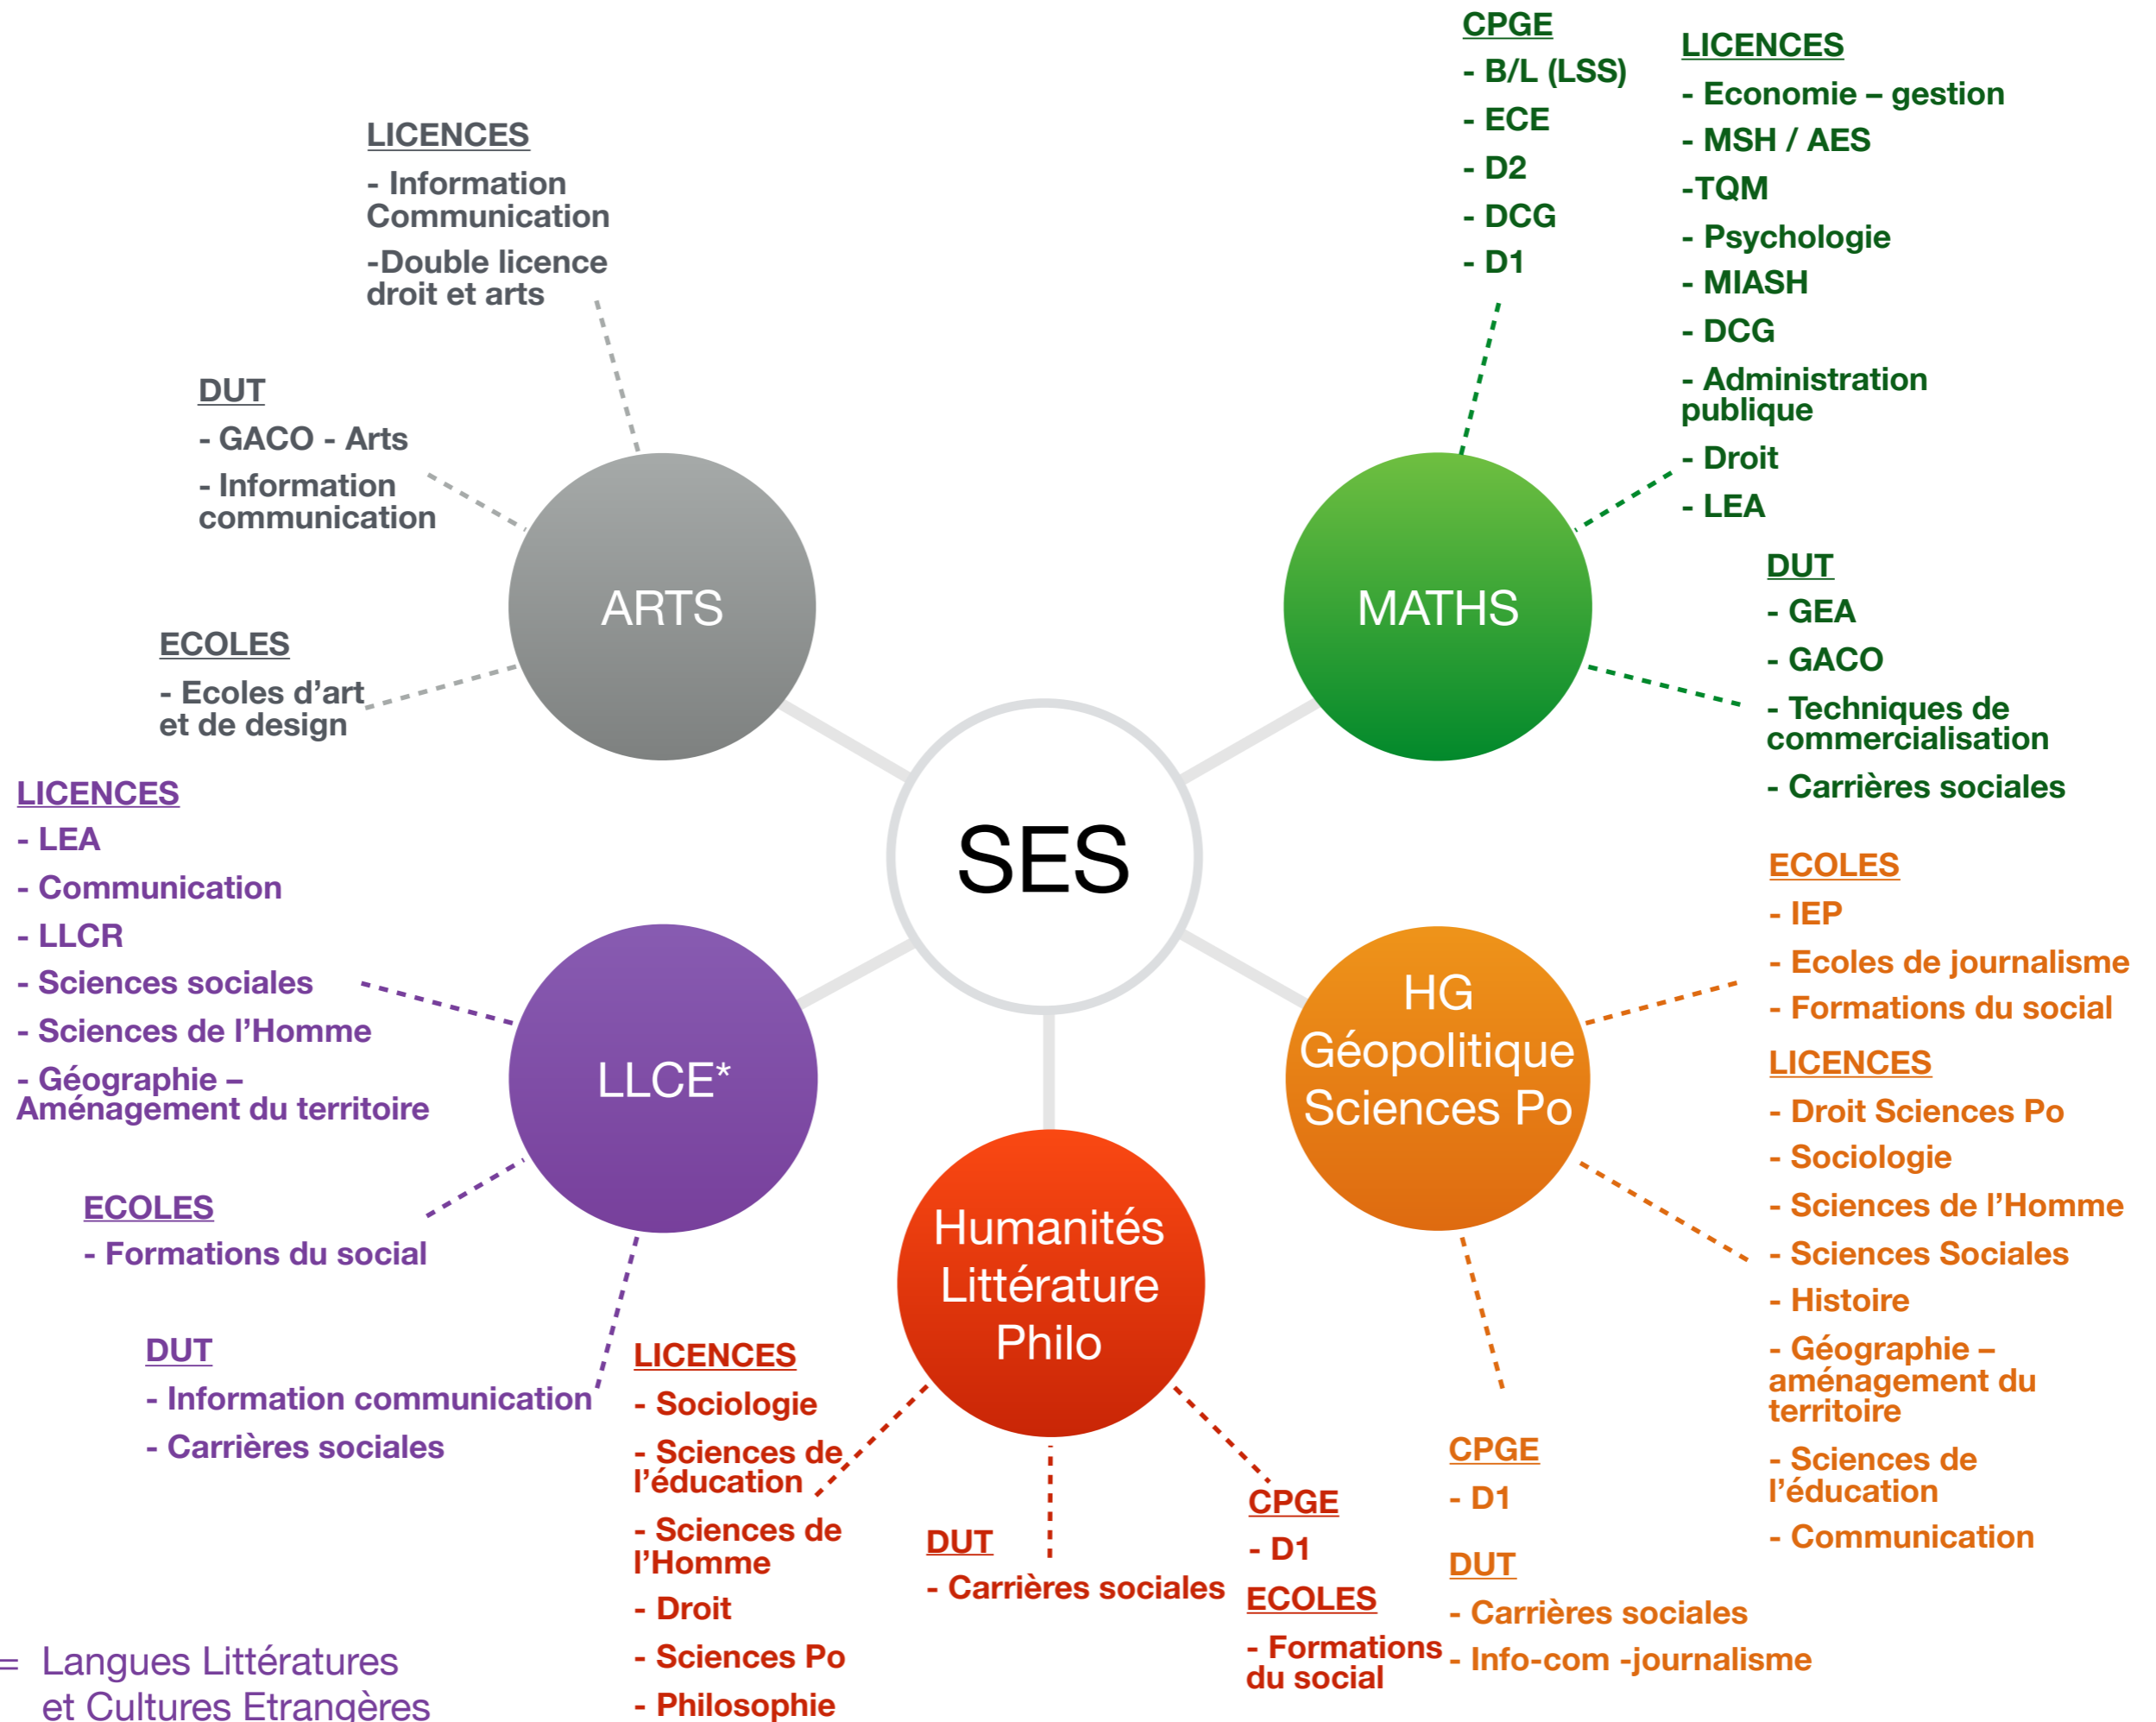 LICENCES
- Information
Communication
-Double licence
droit et arts
DUT
- GACO - Arts
- Information
communication
ECOLES
- Ecoles d’art
et de design
ARTS
CPGE
- B/L (LSS)
- ECE
- D2
- DCG
- D1
LICENCES
- Economie – gestion
- MSH / AES
-TQM
- Psychologie
- MIASH
- DCG
- Administration
publique
- Droit
- LEA
DUT
- GEA
- GACO
- Techniques de
commercialisation
- Carrières sociales
MATHS
SES
LICENCES
- LEA
- Communication
- LLCR
- Sciences sociales
- Sciences de l’Homme
- Géographie –
Aménagement du territoire
ECOLES
- Formations du social
DUT
- Information communication
- Carrières sociales
LLCE*
HG
Géopolitique
Sciences Po
ECOLES
- IEP
- Ecoles de journalisme
- Formations du social
LICENCES
- Droit Sciences Po
- Sociologie
- Sciences de l’Homme
- Sciences Sociales
- Histoire
- Géographie –
aménagement du
territoire
- Sciences de
l’éducation
- Communication
CPGE
- D1
DUT
- Carrières sociales
- Info-com -journalisme
Humanités
Littérature
Philo
LICENCES
- Sociologie
- Sciences de
l’éducation
- Sciences de
l’Homme
- Droit
- Sciences Po
- Philosophie
DUT
- Carrières sociales
CPGE
- D1
ECOLES
- Formations
du social
= Langues Littératures
et Cultures Etrangères